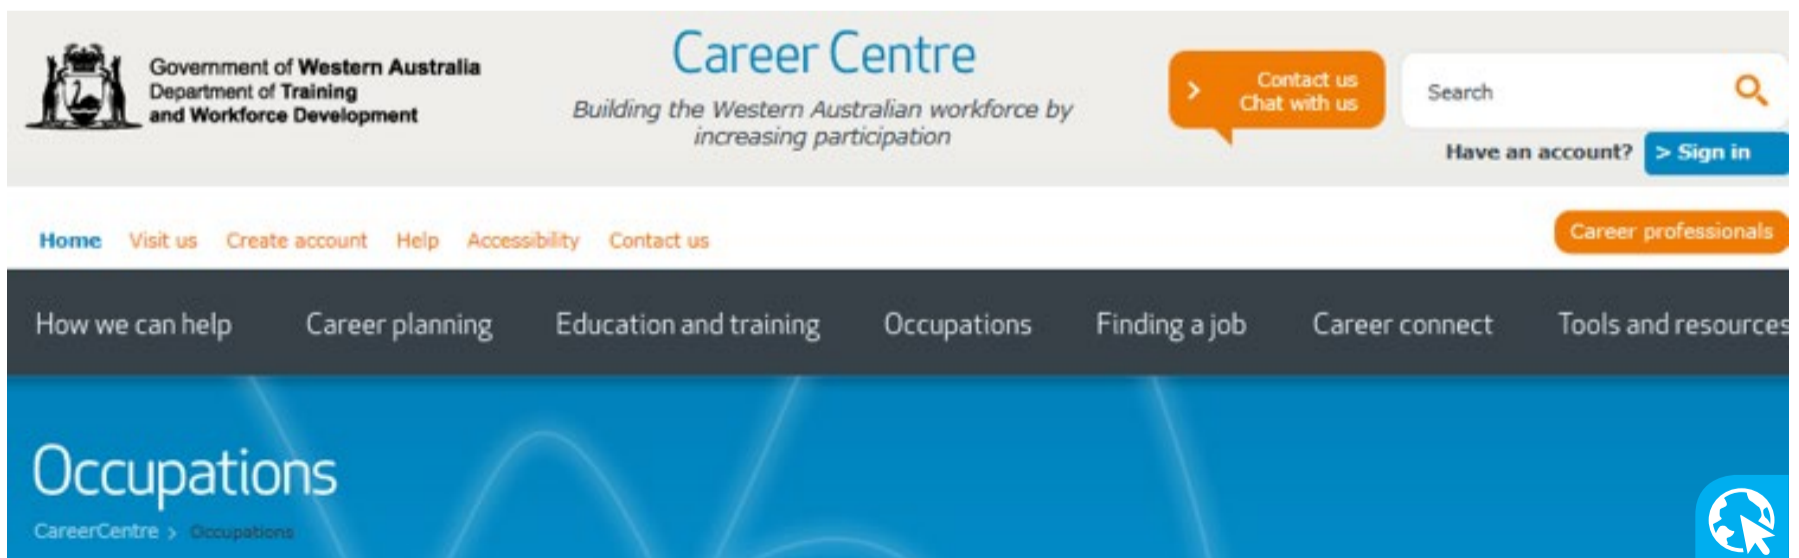 Government of Western Australia
Department of Training
and Workforce Development
Career Centre
Building the Western Australian workforce by
increasing participation
> Contact us
Chat with us
Search
Have an account? > Sign in
Home Visit us Create account Help Accessibility Contact us
Career professionals
How we can help Career planning Education and training Occupations Finding a job Career connect Tools and resources
Occupations
CareerCentre > Occupations